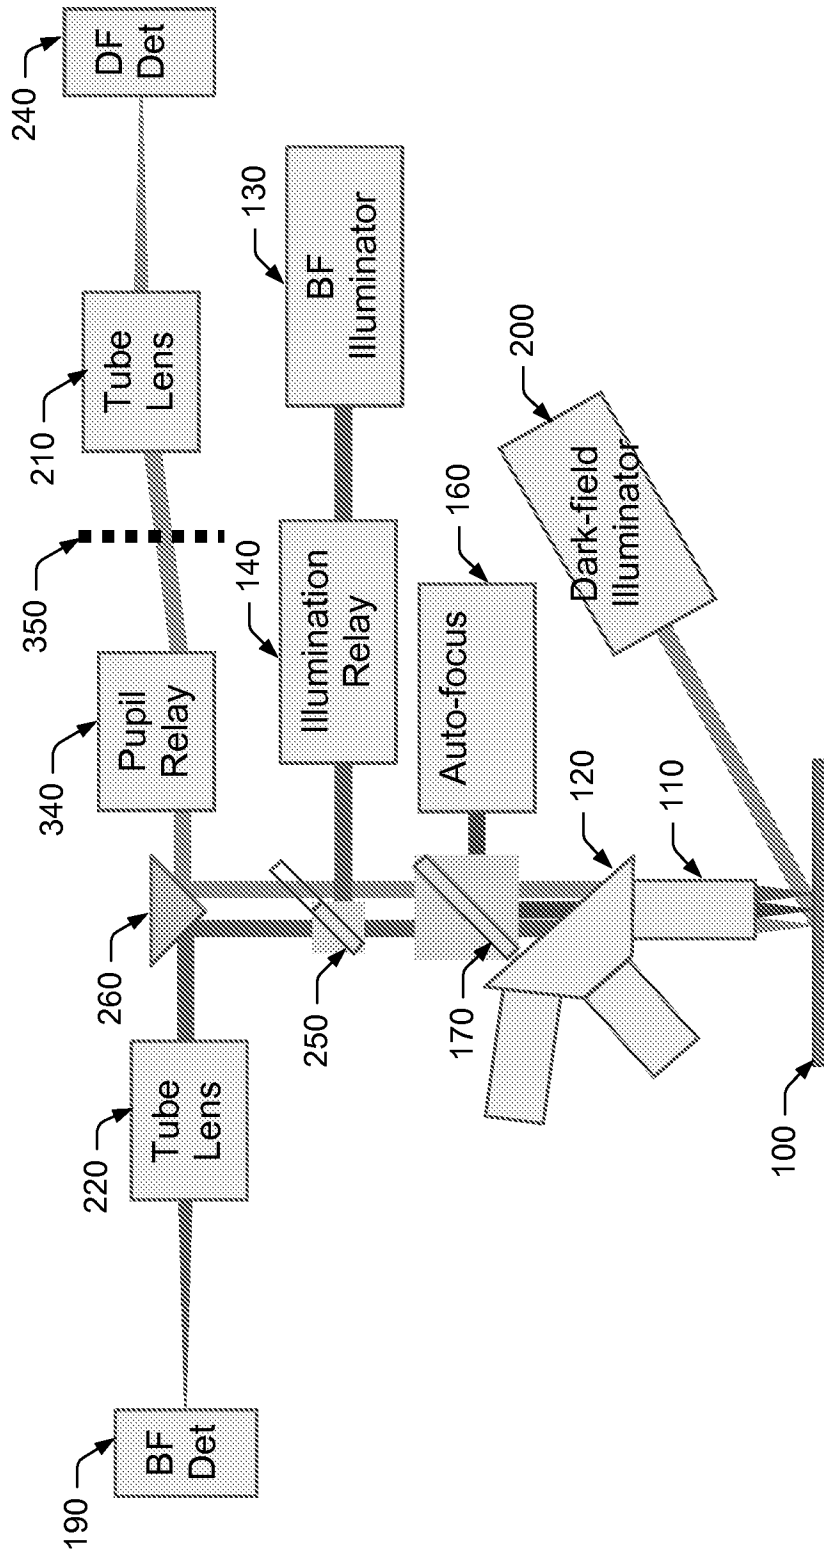 190
BF
Det
220
Tube
Lens
260
340
Pupil
Relay
350
210
Tube
Lens
240
DF
Det
250
140
Illumination
Relay
130
BF
Illuminator
170
Auto-focus
160
120
110
Dark-field
Illuminator
200
100